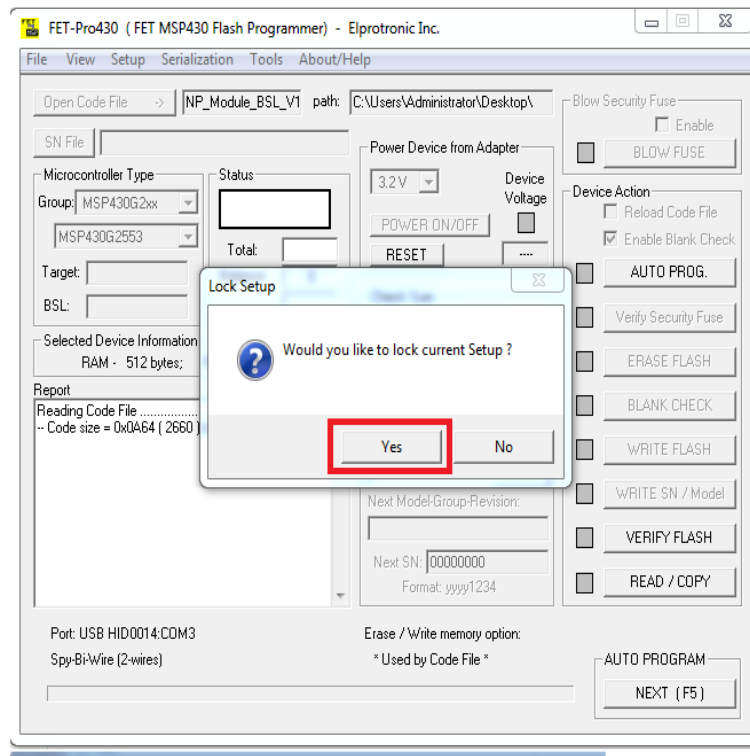 FET-Pro430 ( FET MSP430 Flash Programmer) - Elprotronic Inc.
File View Setup Serialization Tools About/Help
Open Code File -> NP_Module_BSL_V1 path: C:\Users\Administrator\Desktop\
SN File
Microcontroller Type
Group: MSP430G2xx
MSP430G2553
Target:
BSL:
Status
Total:
Power Device from Adapter
3.2 V
Device
Voltage
POWER ON/OFF
RESET ----
Blow Security Fuse
Enable
BLOW FUSE
Device Action
Reload Code File
Enable Blank Check
AUTO PROG.
Verify Security Fuse
ERASE FLASH
BLANK CHECK
WRITE FLASH
WRITE SN / Model
VERIFY FLASH
READ / COPY
Lock Setup
Would you like to lock current Setup ?
Yes No
Selected Device Information
RAM - 512 bytes;
Report
Reading Code File .................
-- Code size = 0x0A64 ( 2660 )
Next Model-Group-Revision:
Next SN: 00000000
Format: yyyy1234
Port: USB HID0014:COM3
Spy-Bi-Wire (2-wires)
Erase / Write memory option:
* Used by Code File *
AUTO PROGRAM
NEXT (F5)